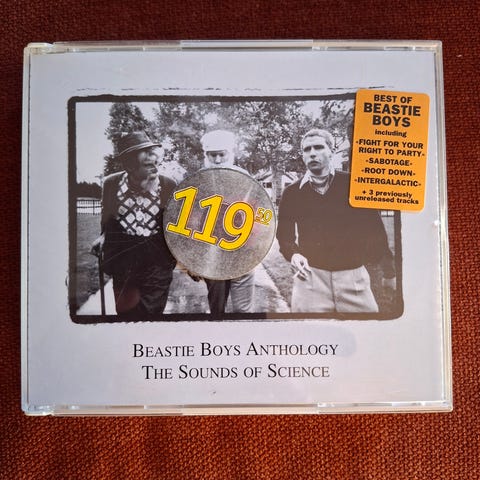 BEST OF
BEASTIE
BOYS
including
-FIGHT FOR YOUR
RIGHT TO PARTY-
-SABOTAGE-
-ROOT DOWN-
-INTERGALACTIC-
+ 3 previously
unreleased tracks
119⁵⁰
BEASTIE BOYS ANTHOLOGY
THE SOUNDS OF SCIENCE